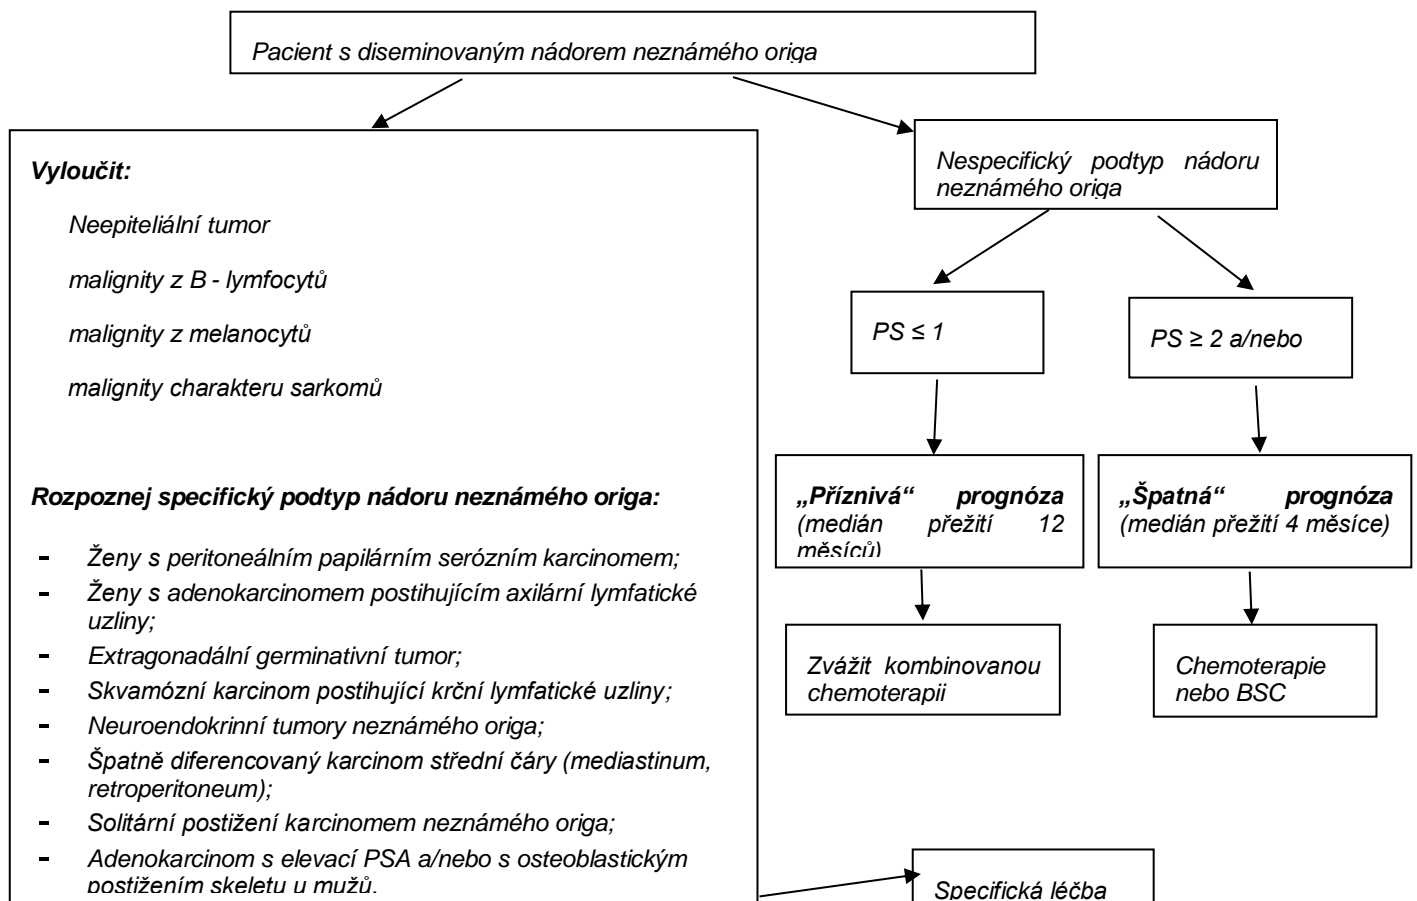 Pacient s diseminovaným nádorem neznámého origa
Vyloučit:
Neepiteliální tumor
malignity z B - lymfocytů
malignity z melanocytů
malignity charakteru sarkomů
Rozpoznej specifický podtyp nádoru neznámého origa:
- Ženy s peritoneálním papilárním serózním karcinomem;
- Ženy s adenokarcinomem postihujícím axilární lymfatické
uzliny;
- Extragonadální germinativní tumor;
- Skvamózní karcinom postihující krční lymfatické uzliny;
- Neuroendokrinní tumory neznámého origa;
- Špatně diferencovaný karcinom střední čáry (mediastinum,
retroperitoneum);
- Solitární postižení karcinomem neznámého origa;
- Adenokarcinom s elevací PSA a/nebo s osteoblastickým
postižením skeletu u mužů.
Nespecifický podtyp nádoru
neznámého origa
PS ≤ 1
PS ≥ 2 a/nebo
„Příznivá“ prognóza
(medián přežití 12
měsíců)
„Špatná“ prognóza
(medián přežití 4 měsíce)
Zvážit kombinovanou
chemoterapii
Chemoterapie
nebo BSC
Specifická léčba